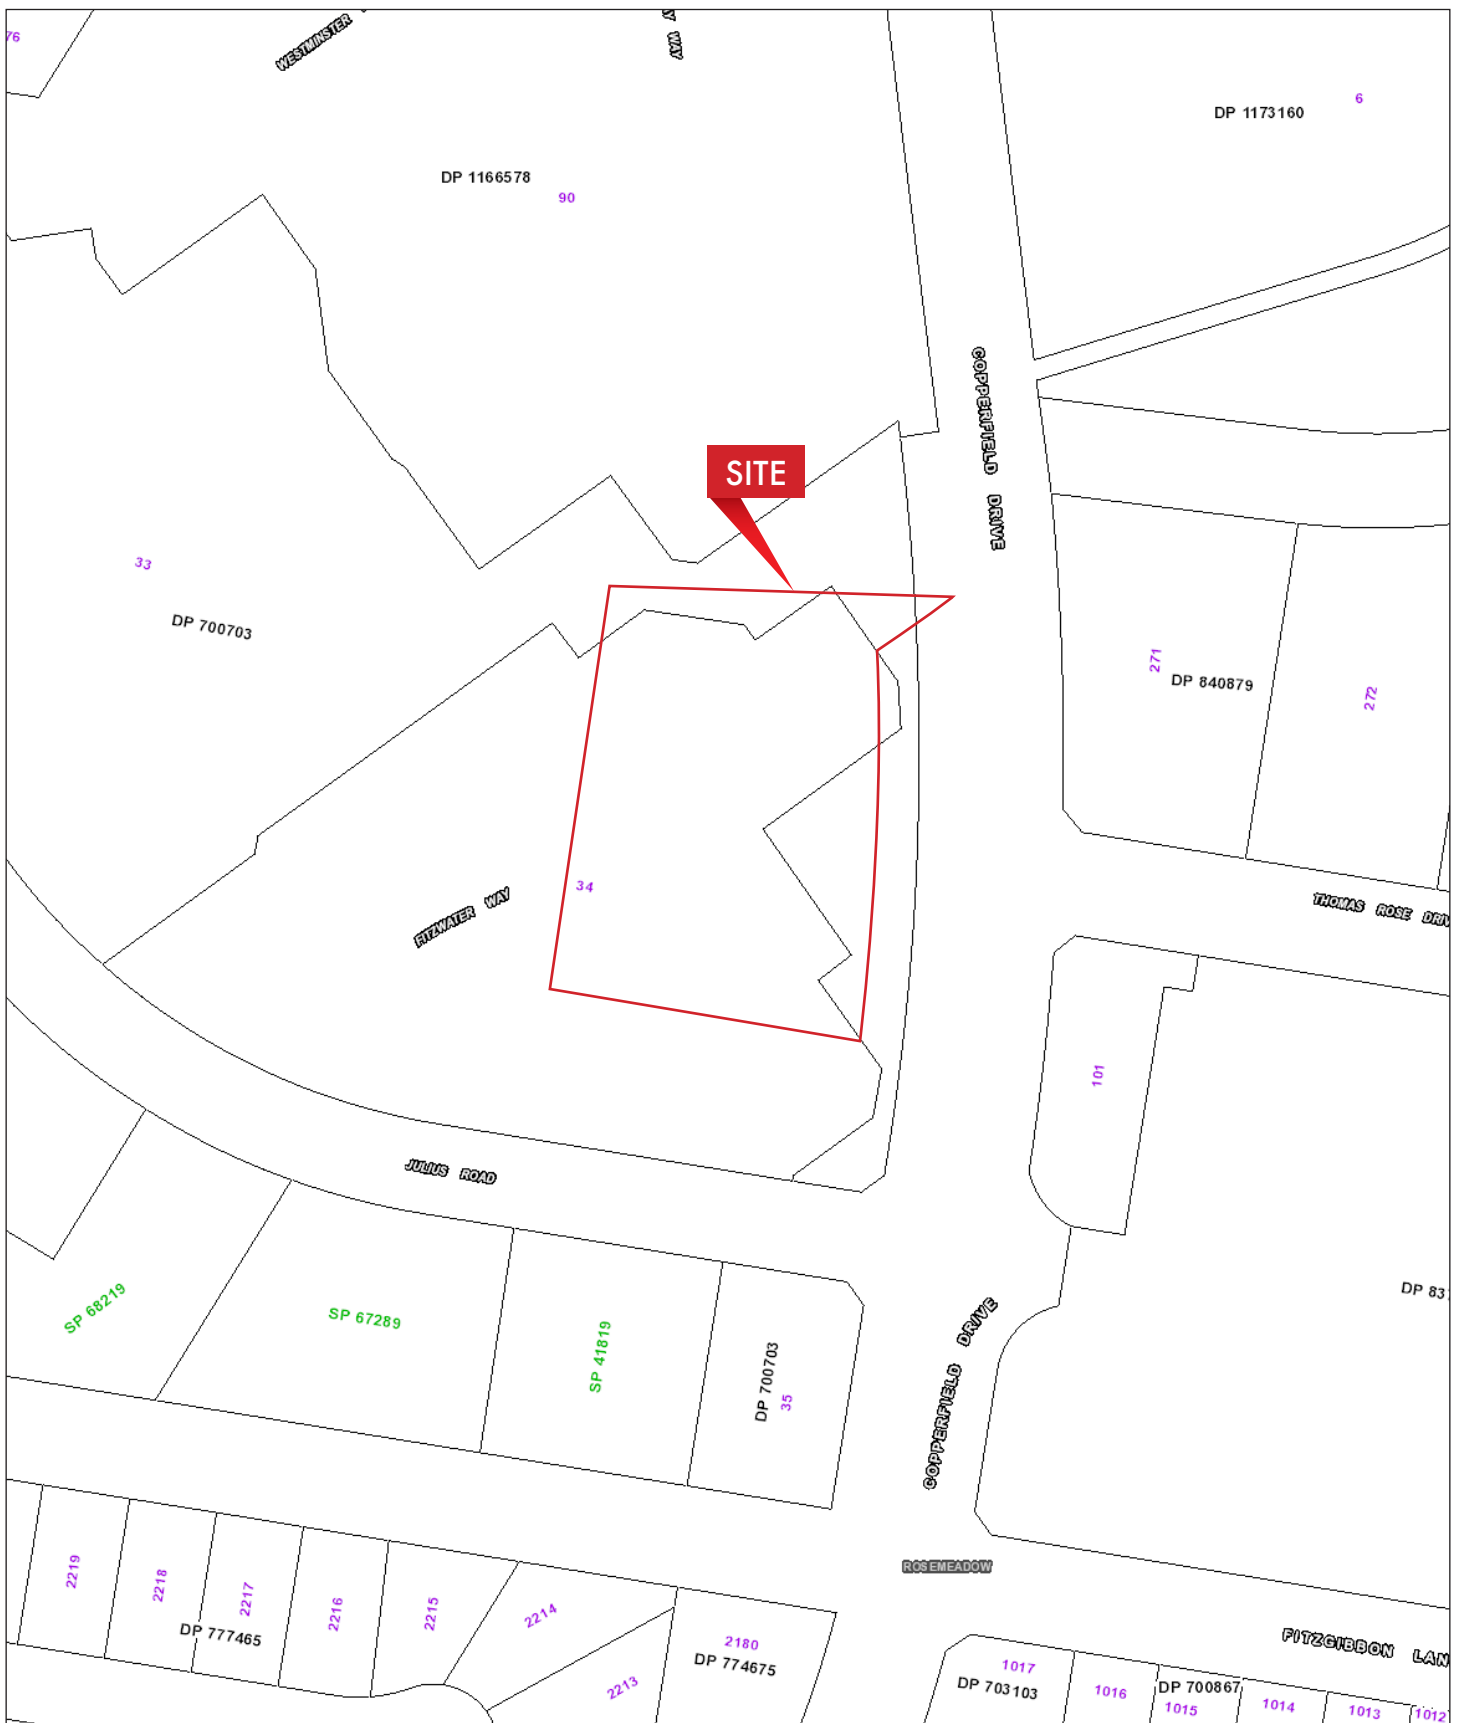 WESTMINSTER
Y WAY
76
DP 1173160
6
DP 1166578
90
COPPERFIELD DRIVE
SITE
33
DP 700703
271
DP 840879
272
34
FITZWATER WAY
THOMAS ROSE DRIV
101
JULIUS ROAD
DP 83
SP 68219
SP 67289
SP 41819
DP 700703
35
COPPERFIELD DRIVE
ROSEMEADOW
2219
2218
2217
2216
2215
2214
DP 777465
2213
2180
DP 774675
FITZGIBBON LAN
1017
DP 703103
1016
DP 700867
1015
1014
1013
1012